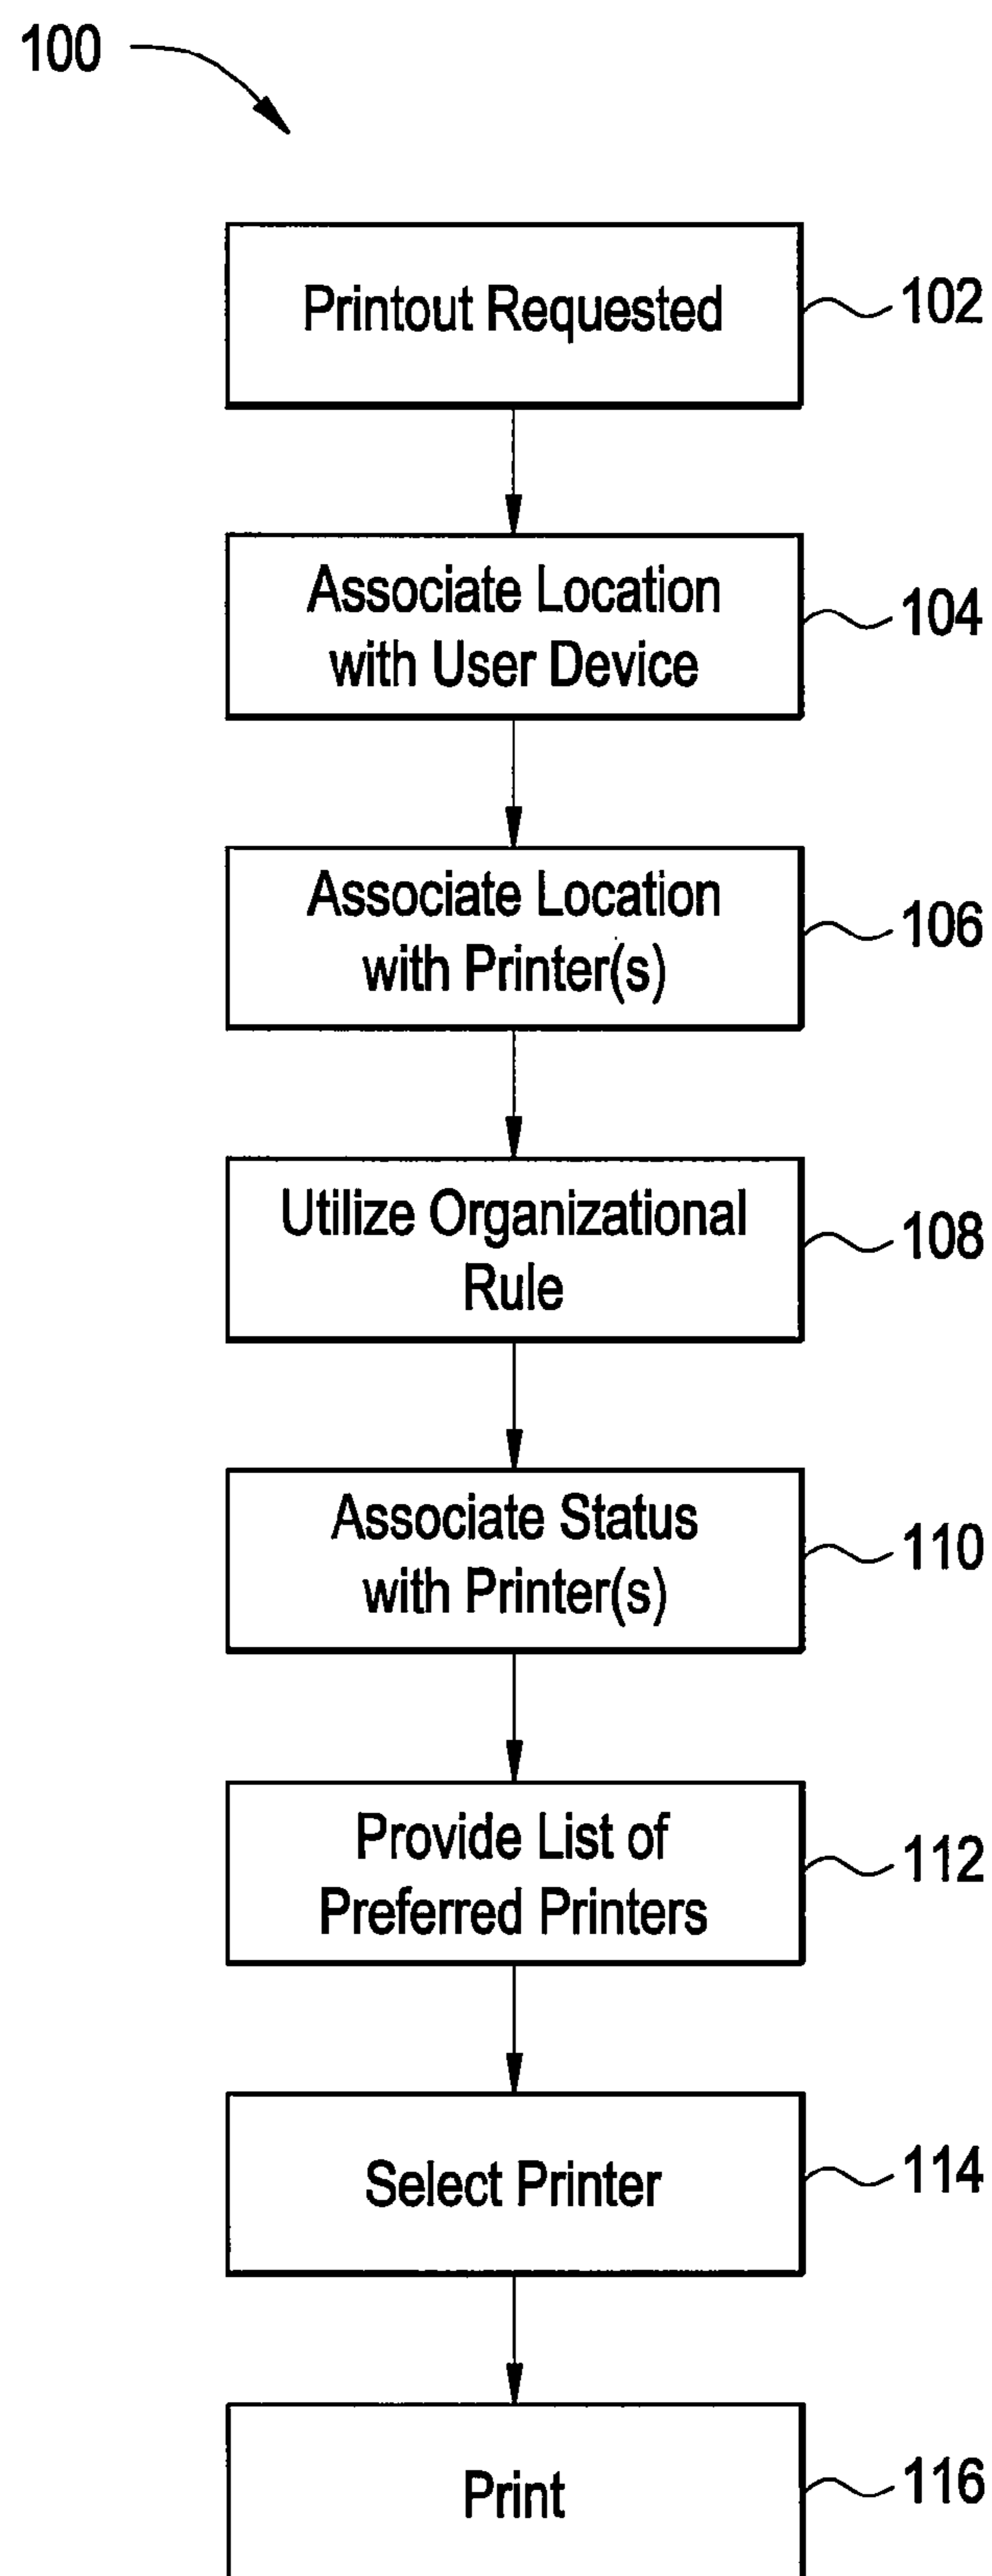 100
Printout Requested
102
Associate Location
with User Device
104
Associate Location
with Printer(s)
106
Utilize Organizational
Rule
108
Associate Status
with Printer(s)
110
Provide List of
Preferred Printers
112
Select Printer
114
Print
116